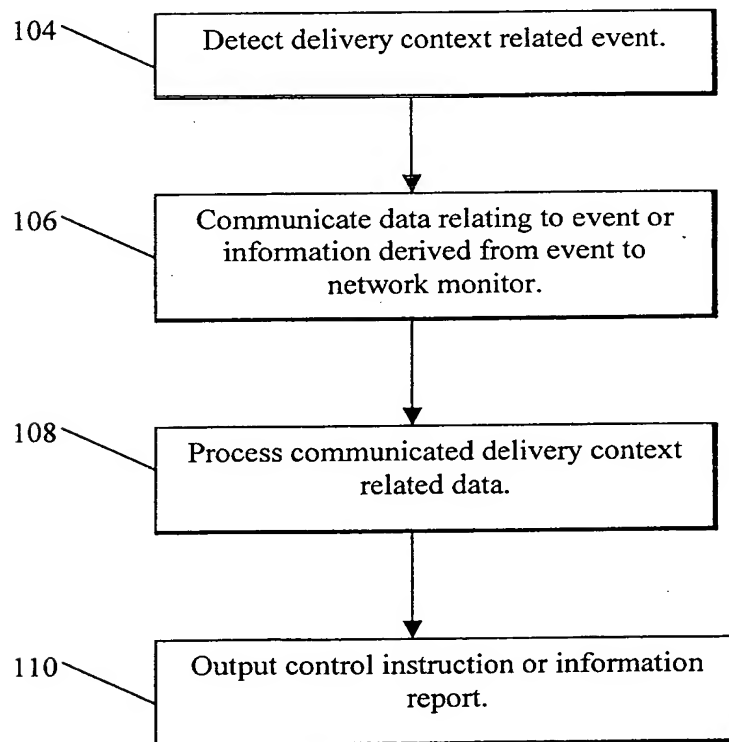 104
Detect delivery context related event.
106
Communicate data relating to event or
information derived from event to
network monitor.
108
Process communicated delivery context
related data.
110
Output control instruction or information
report.